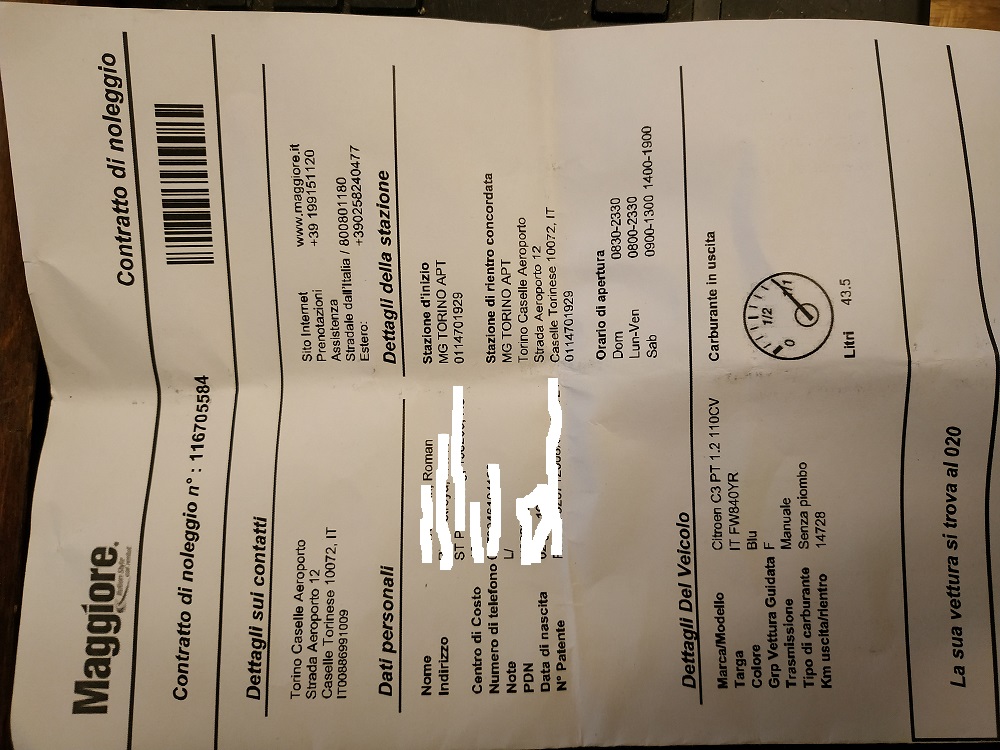 Maggiore.
Contratto di noleggio
Contratto di noleggio n° : 116705584
Dettagli sui contatti
Torino Caselle Aeroporto
Strada Aeroporto 12
Caselle Torinese 10072, IT
IT00886991009
Sito Internet www.maggiore.it
Prenotazioni +39 199151120
Assistenza
Stradale dall'Italia / 800801180
Estero: +390258240477
Dati personali
Nome Roman
Indirizzo
ST P
Centro di Costo
Numero di telefono
Note
PDN
Data di nascita
N° Patente
Dettagli della stazione
Stazione d'inizio
MG TORINO APT
0114701929
Stazione di rientro concordata
MG TORINO APT
Torino Caselle Aeroporto
Strada Aeroporto 12
Caselle Torinese 10072, IT
0114701929
Orario di apertura
Dom 0830-2330
Lun-Ven 0800-2330
Sab 0900-1300 1400-1900
Dettagli Del Veicolo
Marca/Modello Citroen C3 PT 1.2 110CV
Targa IT FW840YR
Colore Blu
Grp Vettura Guidata F
Trasmissione Manuale
Tipo di carburante Senza piombo
Km uscita/rientro 14728
Carburante in uscita
0 1/2 1/1
Litri 43.5
La sua vettura si trova al 020